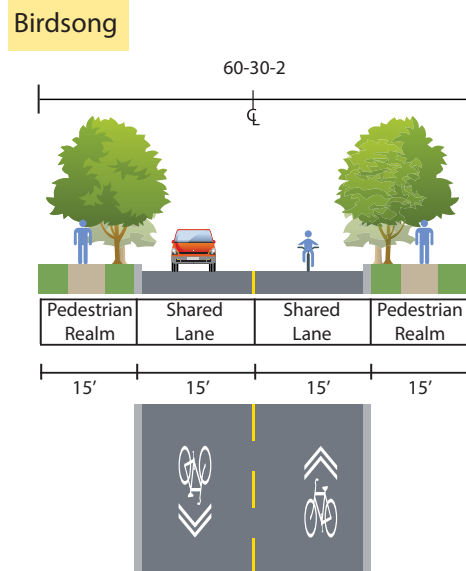 Birdsong
60-30-2
℄
Pedestrian Realm
Shared Lane
Shared Lane
Pedestrian Realm
15’
15’
15’
15’